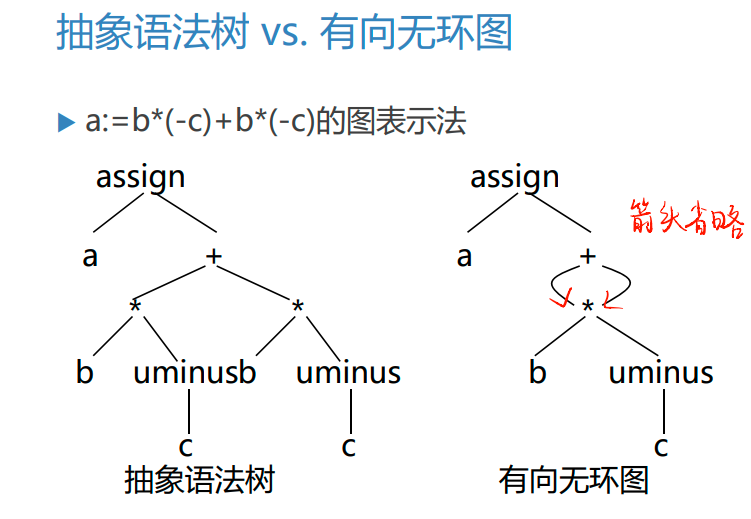 抽象语法树 vs. 有向无环图
a:=b*(-c)+b*(-c)的图表示法
assign assign
箭头省略
a + a +
* * *
b uminusb uminus b uminus
c c c
抽象语法树 有向无环图